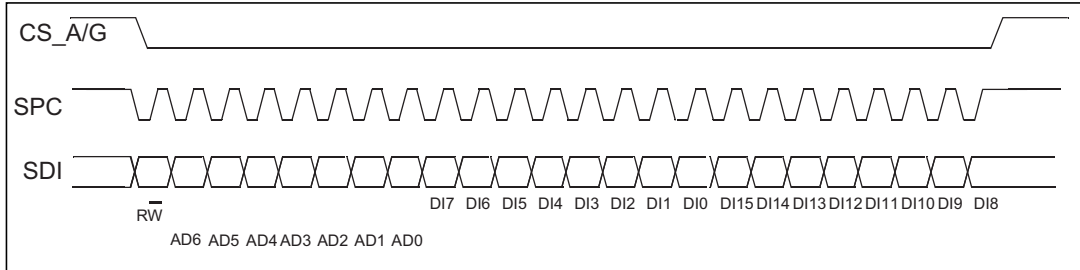 CS_A/G
SPC
SDI
RW DI7 DI6 DI5 DI4 DI3 DI2 DI1 DI0 DI15 DI14 DI13 DI12 DI11 DI10 DI9 DI8
AD6 AD5 AD4 AD3 AD2 AD1 AD0